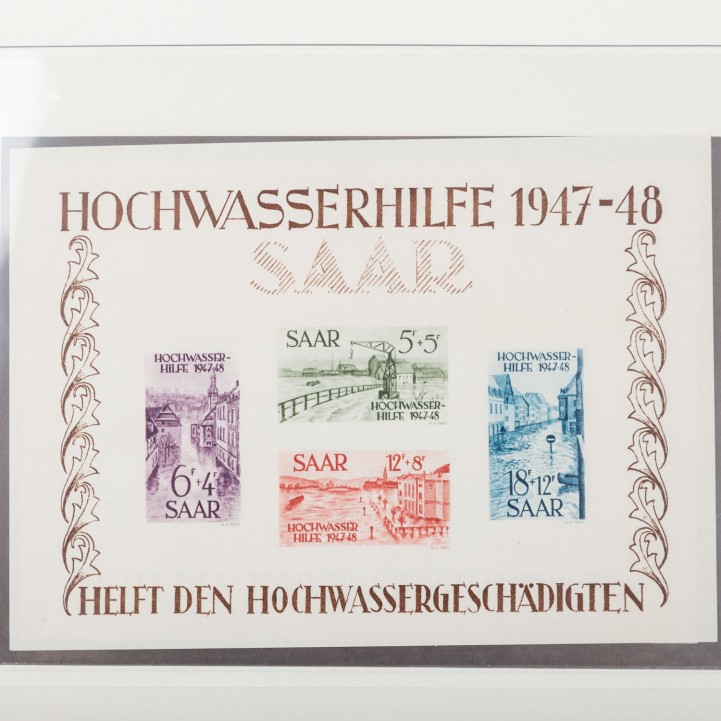 HOCHWASSERHILFE 1947-48
SAAR
HOCHWASSER-
HILFE 1947-48
6F+4F
SAAR
SAAR 5F+5F
HOCHWASSER-
HILFE 1947-48
SAAR 12F+8F
HOCHWASSER
HILFE 1947-48
HOCHWASSER-
HILFE 1947-48
18F+12F
SAAR
HELFT DEN HOCHWASSERGESCHÄDIGTEN